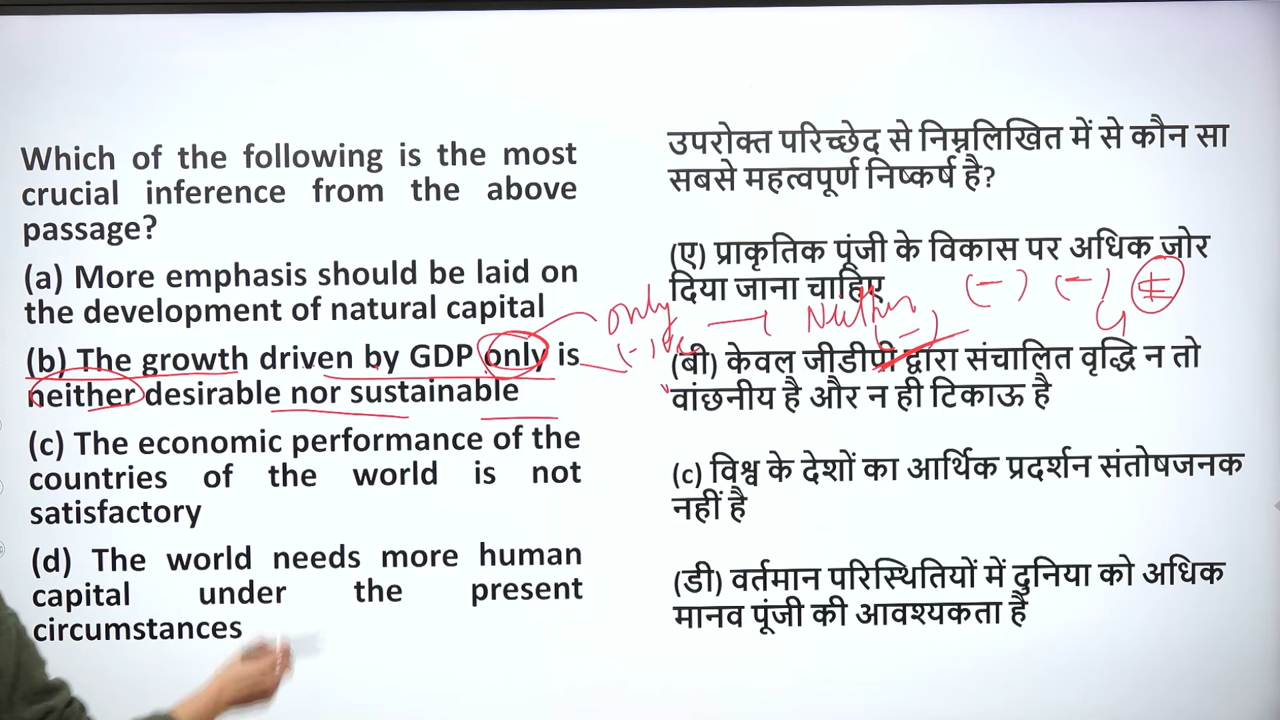 Which of the following is the most
crucial inference from the above
passage?
(a) More emphasis should be laid on
the development of natural capital
(b) The growth driven by GDP only is
neither desirable nor sustainable
(c) The economic performance of the
countries of the world is not
satisfactory
(d) The world needs more human
capital under the present
circumstances
उपरोक्त परिच्छेद से निम्नलिखित में से कौन सा
सबसे महत्वपूर्ण निष्कर्ष है?
(ए) प्राकृतिक पूंजी के विकास पर अधिक जोर
दिया जाना चाहिए
(बी) केवल जीडीपी द्वारा संचालित वृद्धि न तो
वांछनीय है और न ही टिकाऊ है
(c) विश्व के देशों का आर्थिक प्रदर्शन संतोषजनक
नहीं है
(डी) वर्तमान परिस्थितियों में दुनिया को अधिक
मानव पूंजी की आवश्यकता है
only
(-) ve
Neither
(-)
(-) (-)